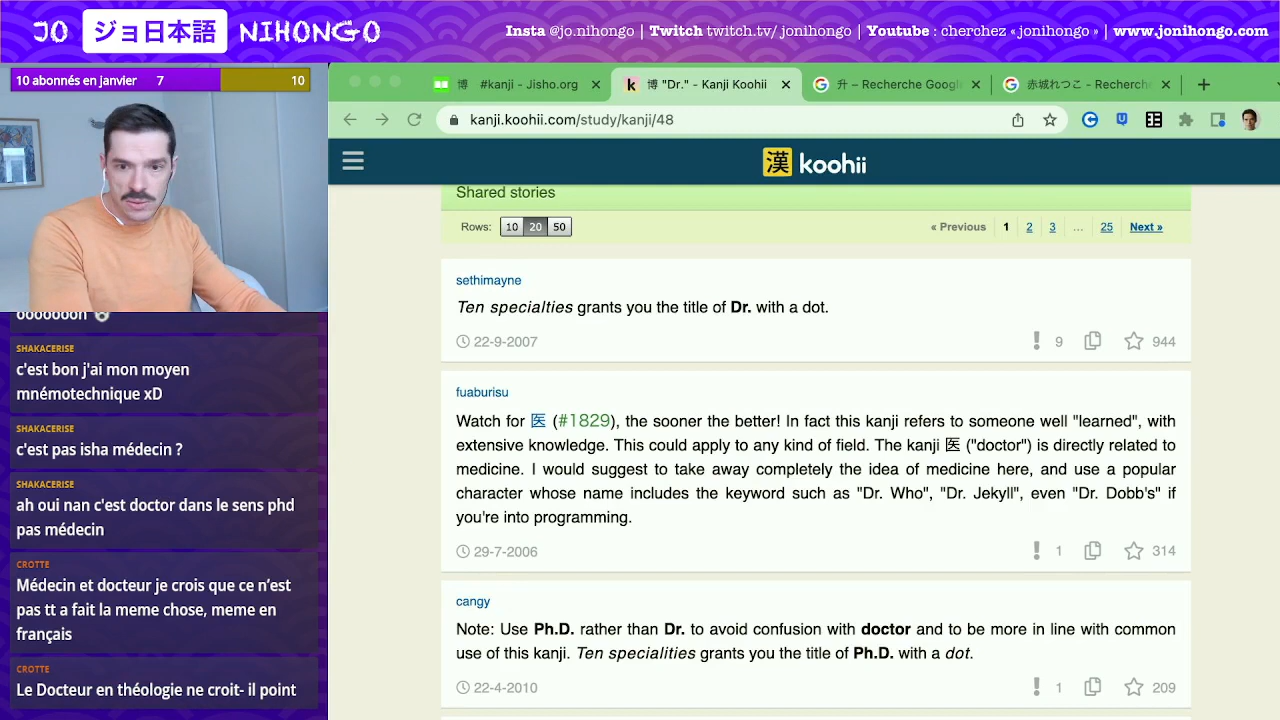 JO ジョ日本語 NIHONGO
Insta @jo.nihongo | Twitch twitch.tv/ jonihongo | Youtube : cherchez « jonihongo » | www.jonihongo.com
10 abonnés en janvier 7 10
oooooooh
SHAKACERISE
c'est bon j'ai mon moyen
mnémotechnique xD
SHAKACERISE
c'est pas isha médecin ?
SHAKACERISE
ah oui nan c'est doctor dans le sens phd
pas médecin
CROTTE
Médecin et docteur je crois que ce n'est
pas tt a fait la meme chose, meme en
français
CROTTE
Le Docteur en théologie ne croit- il point
博 #kanji - Jisho.org
博 "Dr." - Kanji Koohii
升 – Recherche Google
赤城れつこ - Recherche
kanji.koohii.com/study/kanji/48
漢 koohii
Shared stories
Rows: 10 20 50
« Previous 1 2 3 ... 25 Next »
sethimayne
Ten specialties grants you the title of Dr. with a dot.
22-9-2007 9 944
fuaburisu
Watch for 医 (#1829), the sooner the better! In fact this kanji refers to someone well "learned", with
extensive knowledge. This could apply to any kind of field. The kanji 医 ("doctor") is directly related to
medicine. I would suggest to take away completely the idea of medicine here, and use a popular
character whose name includes the keyword such as "Dr. Who", "Dr. Jekyll", even "Dr. Dobb's" if
you're into programming.
29-7-2006 1 314
cangy
Note: Use Ph.D. rather than Dr. to avoid confusion with doctor and to be more in line with common
use of this kanji. Ten specialities grants you the title of Ph.D. with a dot.
22-4-2010 1 209